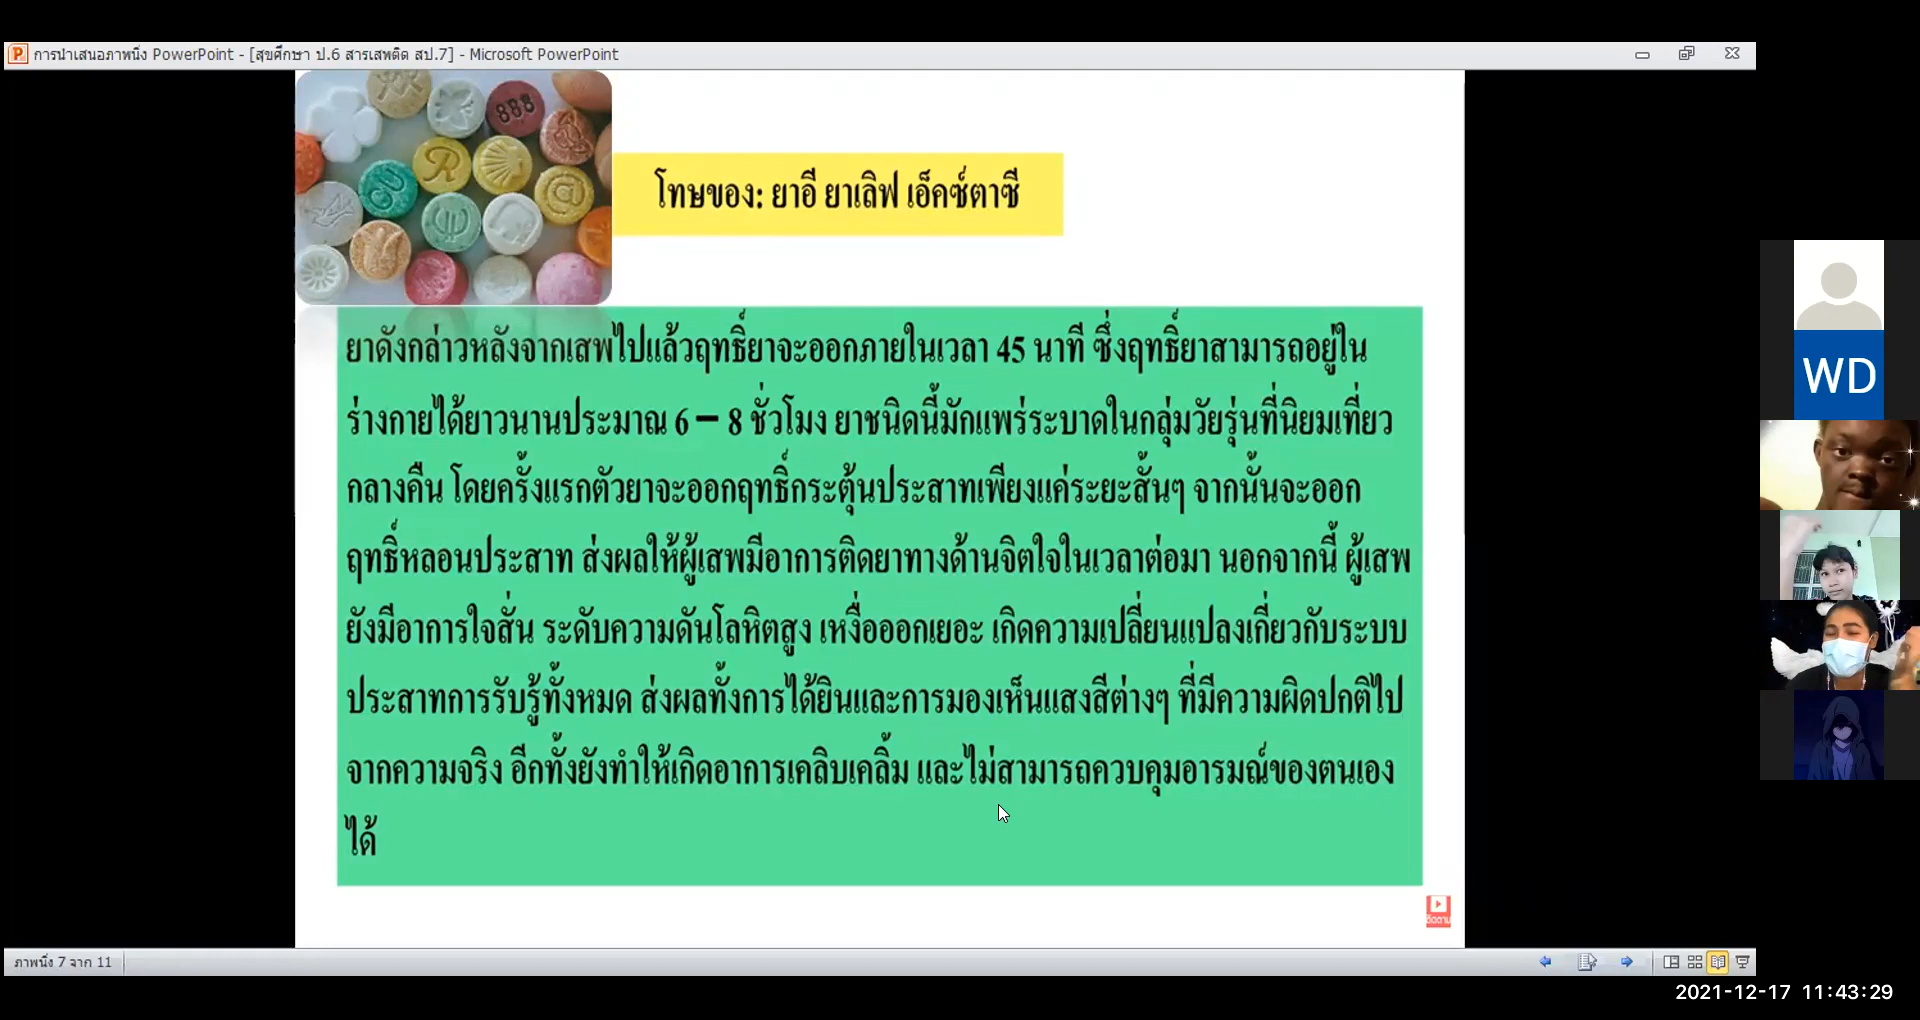 การนำเสนอภาพนิ่ง PowerPoint - [สุขศึกษา ป.6 สารเสพติด สป.7] - Microsoft PowerPoint
888
R
@
โทษของ: ยาอี ยาเลิฟ เอ็คซ์ตาซี
ยาดังกล่าวหลังจากเสพไปแล้วฤทธิ์ยาจะออกภายในเวลา 45 นาที ซึ่งฤทธิ์ยาสามารถอยู่ใน
ร่างกายได้ยาวนานประมาณ 6 – 8 ชั่วโมง ยาชนิดนี้มักแพร่ระบาดในกลุ่มวัยรุ่นที่นิยมเที่ยว
กลางคืน โดยครั้งแรกตัวยาจะออกฤทธิ์กระตุ้นประสาทเพียงแค่ระยะสั้นๆ จากนั้นจะออก
ฤทธิ์หลอนประสาท ส่งผลให้ผู้เสพมีอาการติดยาทางด้านจิตใจในเวลาต่อมา นอกจากนี้ ผู้เสพ
ยังมีอาการใจสั่น ระดับความดันโลหิตสูง เหงื่อออกเยอะ เกิดความเปลี่ยนแปลงเกี่ยวกับระบบ
ประสาทการรับรู้ทั้งหมด ส่งผลทั้งการได้ยินและการมองเห็นแสงสีต่างๆ ที่มีความผิดปกติไป
จากความจริง อีกทั้งยังทำให้เกิดอาการเคลิบเคลิ้ม และไม่สามารถควบคุมอารมณ์ของตนเอง
ได้
ติดตาม
WD
ภาพนิ่ง 7 จาก 11
2021-12-17 11:43:29